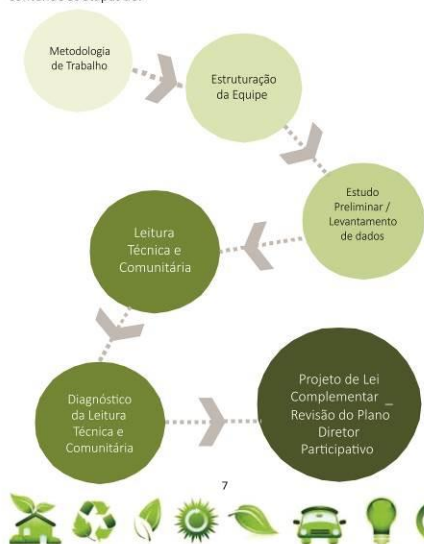 Metodologia
de Trabalho
Estruturação
da Equipe
Estudo
Preliminar /
Levantamento
de dados
Leitura
Técnica e
Comunitária
Diagnóstico
da Leitura
Técnica e
Comunitária
Projeto de Lei
Complementar _
Revisão do Plano
Diretor
Participativo
7